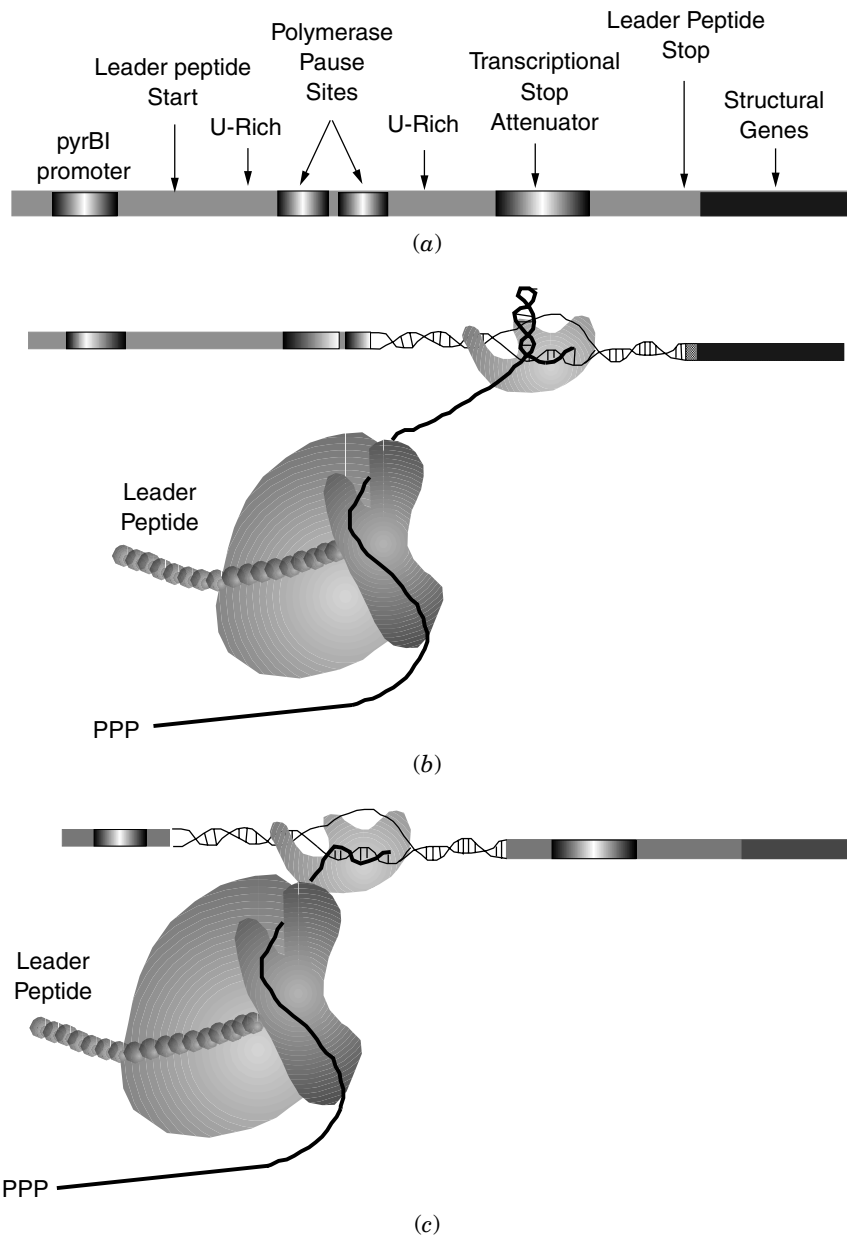 Leader peptide
Start
Polymerase
Pause
Sites
Leader Peptide
Stop
Transcriptional
Stop
Attenuator
Structural
Genes
U-Rich
U-Rich
pyrBI
promoter
(a)
Leader
Peptide
PPP
(b)
Leader
Peptide
PPP
(c)